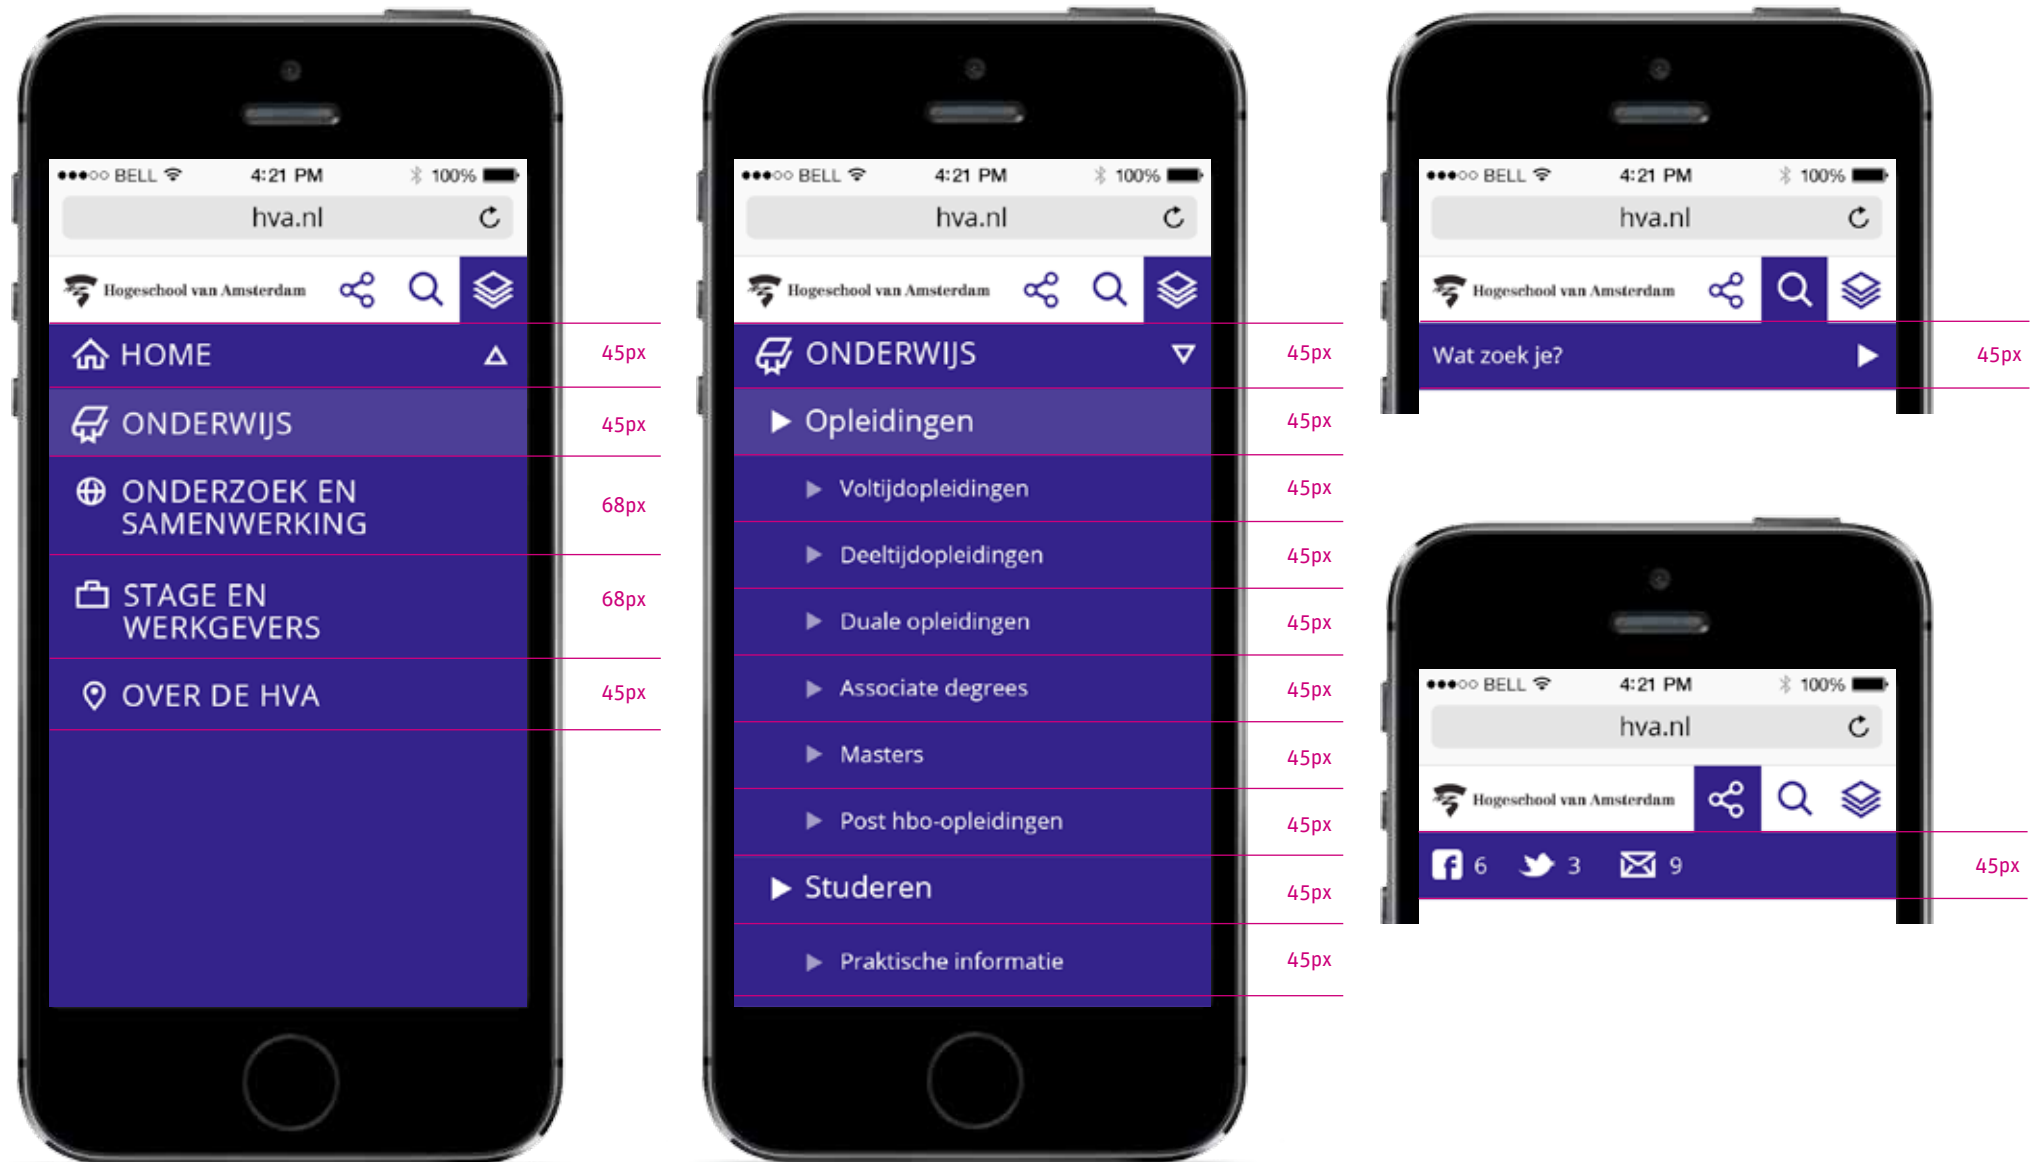 BELL 4:21 PM 100%
hva.nl
Hogeschool van Amsterdam
HOME
45px
ONDERWIJS
45px
ONDERZOEK EN
SAMENWERKING
68px
STAGE EN
WERKGEVERS
68px
OVER DE HVA
45px
BELL 4:21 PM 100%
hva.nl
Hogeschool van Amsterdam
ONDERWIJS
45px
Opleidingen
45px
Voltijdopleidingen
45px
Deeltijdopleidingen
45px
Duale opleidingen
45px
Associate degrees
45px
Masters
45px
Post hbo-opleidingen
45px
Studeren
45px
Praktische informatie
45px
BELL 4:21 PM 100%
hva.nl
Hogeschool van Amsterdam
Wat zoek je?
45px
BELL 4:21 PM 100%
hva.nl
Hogeschool van Amsterdam
6 3 9
45px